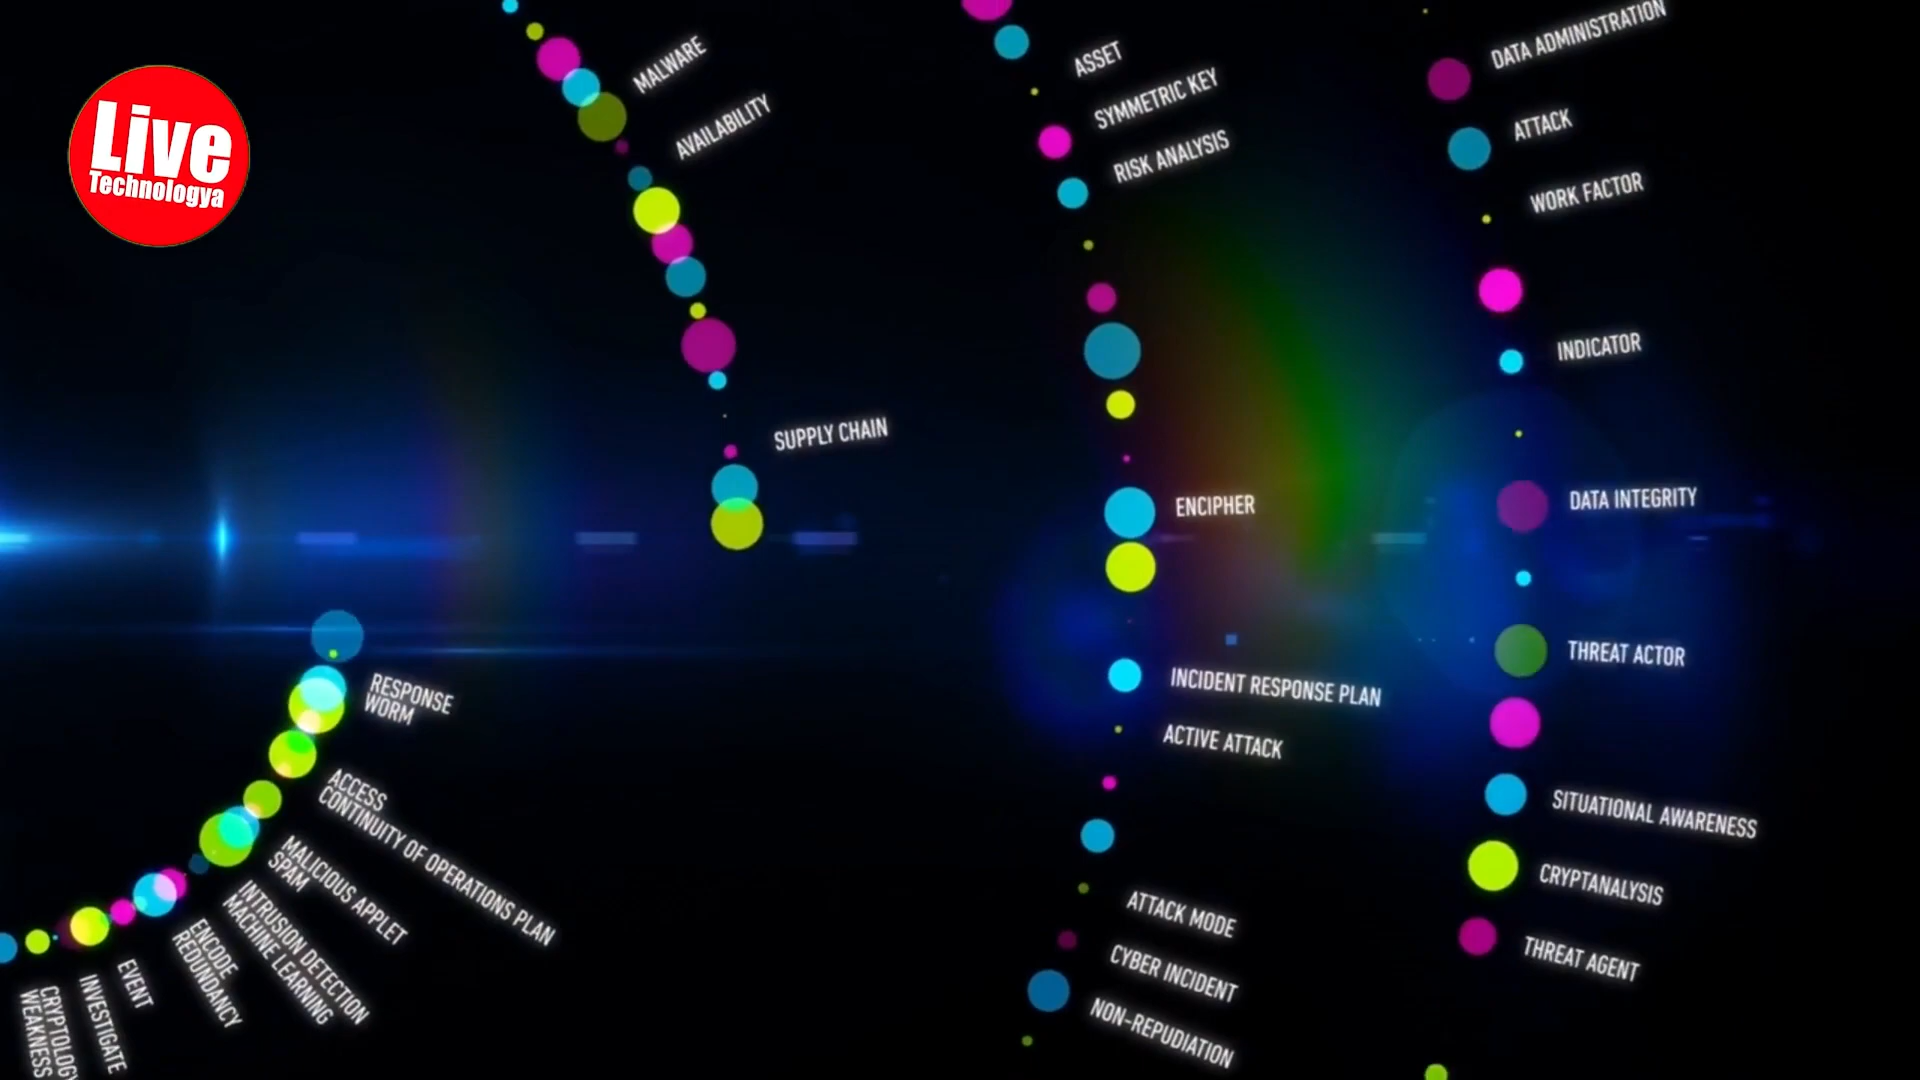 Live
Technologya
MALWARE
AVAILABILITY
SUPPLY CHAIN
RESPONSE
WORM
ACCESS
CONTINUITY OF OPERATIONS PLAN
MALICIOUS APPLET
SPAM
INTRUSION DETECTION
MACHINE LEARNING
ENCODE
REDUNDANCY
EVENT
INVESTIGATE
CRYPTOLOGY
WEAKNESS
ASSET
SYMMETRIC KEY
RISK ANALYSIS
ENCIPHER
INCIDENT RESPONSE PLAN
ACTIVE ATTACK
ATTACK MODE
CYBER INCIDENT
NON-REPUDIATION
DATA ADMINISTRATION
ATTACK
WORK FACTOR
INDICATOR
DATA INTEGRITY
THREAT ACTOR
SITUATIONAL AWARENESS
CRYPTANALYSIS
THREAT AGENT